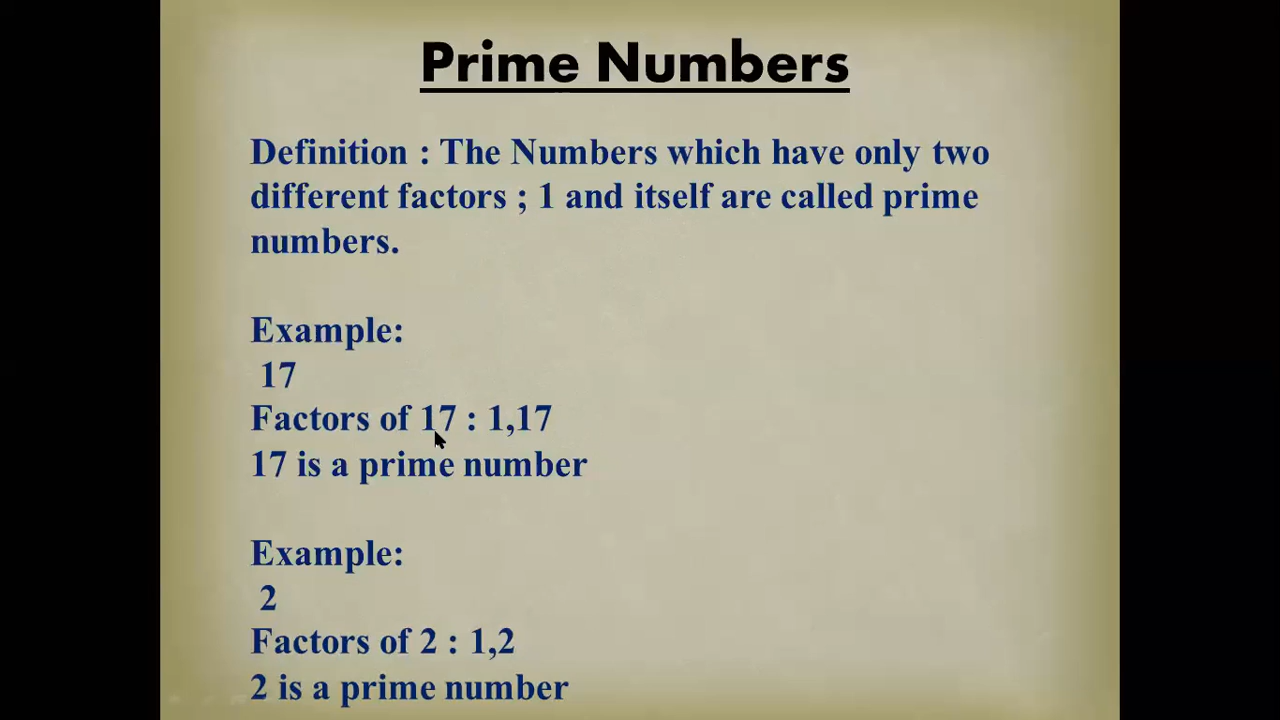 Prime Numbers
Definition : The Numbers which have only two
different factors ; 1 and itself are called prime
numbers.
Example:
17
Factors of 17 : 1,17
17 is a prime number
Example:
2
Factors of 2 : 1,2
2 is a prime number